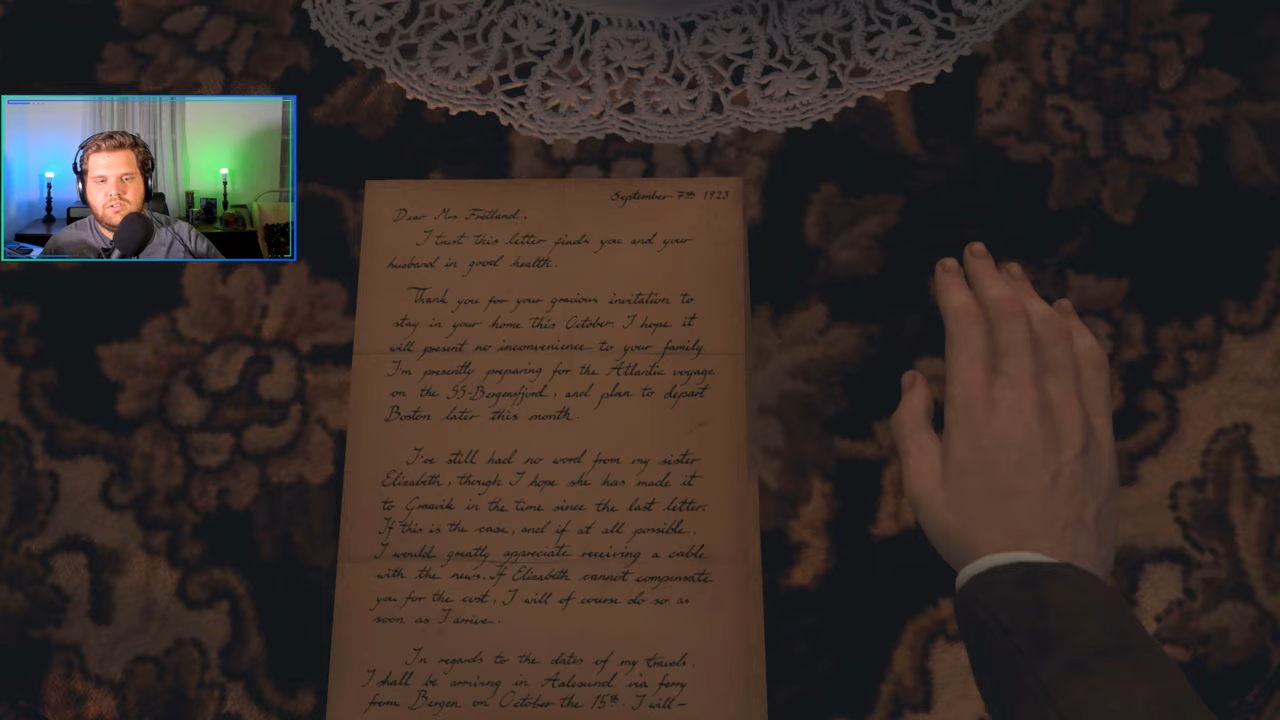 September 7th 1923
Dear Mrs Fretland,
I trust this letter finds you and your
husband in good health.
Thank you for your gracious invitation to
stay in your home this October. I hope it
will present no inconvenience to your family
I'm presently preparing for the Atlantic voyage
on the SS-Bergensfjord, and plan to depart
Boston later this month.
I've still had no word from my sister
Elizabeth, though I hope she has made it
to Graavik in the time since the last letter.
If this is the case, and if at all possible,
I would greatly appreciate receiving a cable
with the news. If Elizabeth cannot compensate
you for the cost, I will of course do so as
soon as I arrive.
In regards to the dates of my travels,
I shall be arriving in Aalesund via ferry
from Bergen on October the 15th. I will—